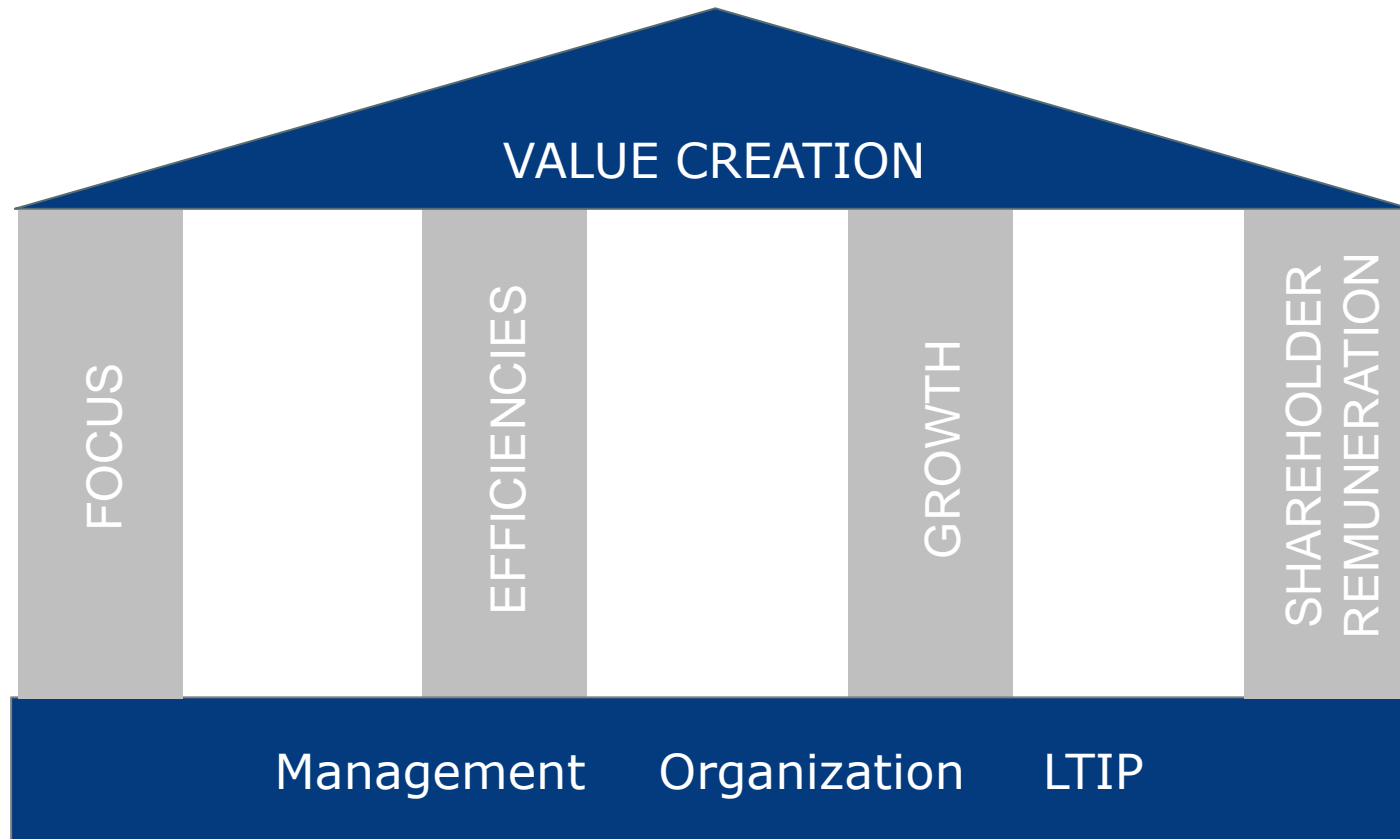 VALUE CREATION
FOCUS
EFFICIENCIES
GROWTH
SHAREHOLDER
REMUNERATION
Management Organization LTIP